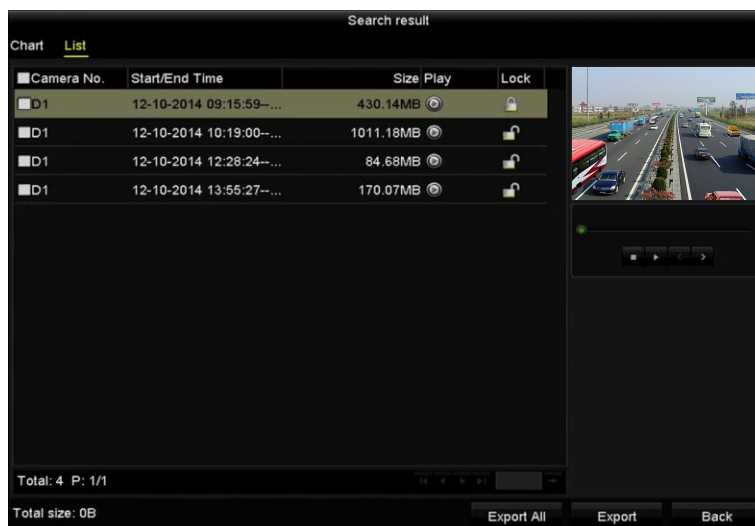 Search result
Chart List
Camera No. Start/End Time Size Play Lock
D1 12-10-2014 09:15:59--... 430.14MB
D1 12-10-2014 10:19:00--... 1011.18MB
D1 12-10-2014 12:28:24--... 84.68MB
D1 12-10-2014 13:55:27--... 170.07MB
Total: 4 P: 1/1
Total size: 0B Export All Export Back